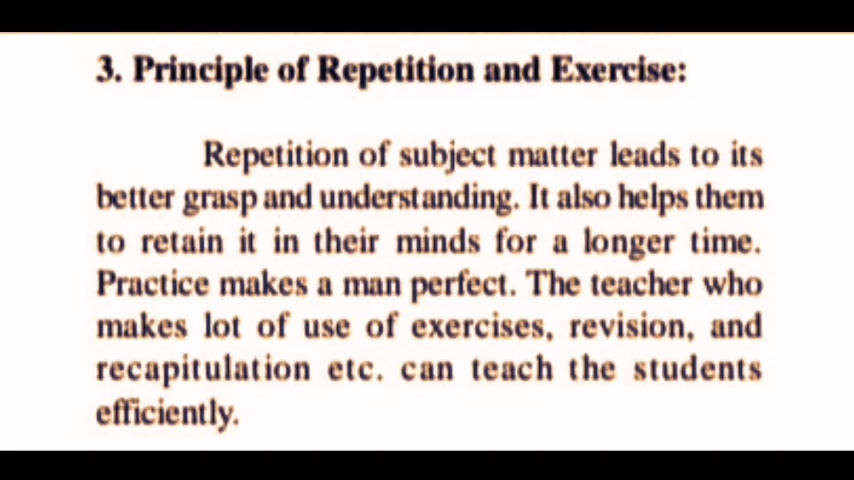 3. Principle of Repetition and Exercise:
Repetition of subject matter leads to its
better grasp and understanding. It also helps them
to retain it in their minds for a longer time.
Practice makes a man perfect. The teacher who
makes lot of use of exercises, revision, and
recapitulation etc. can teach the students
efficiently.